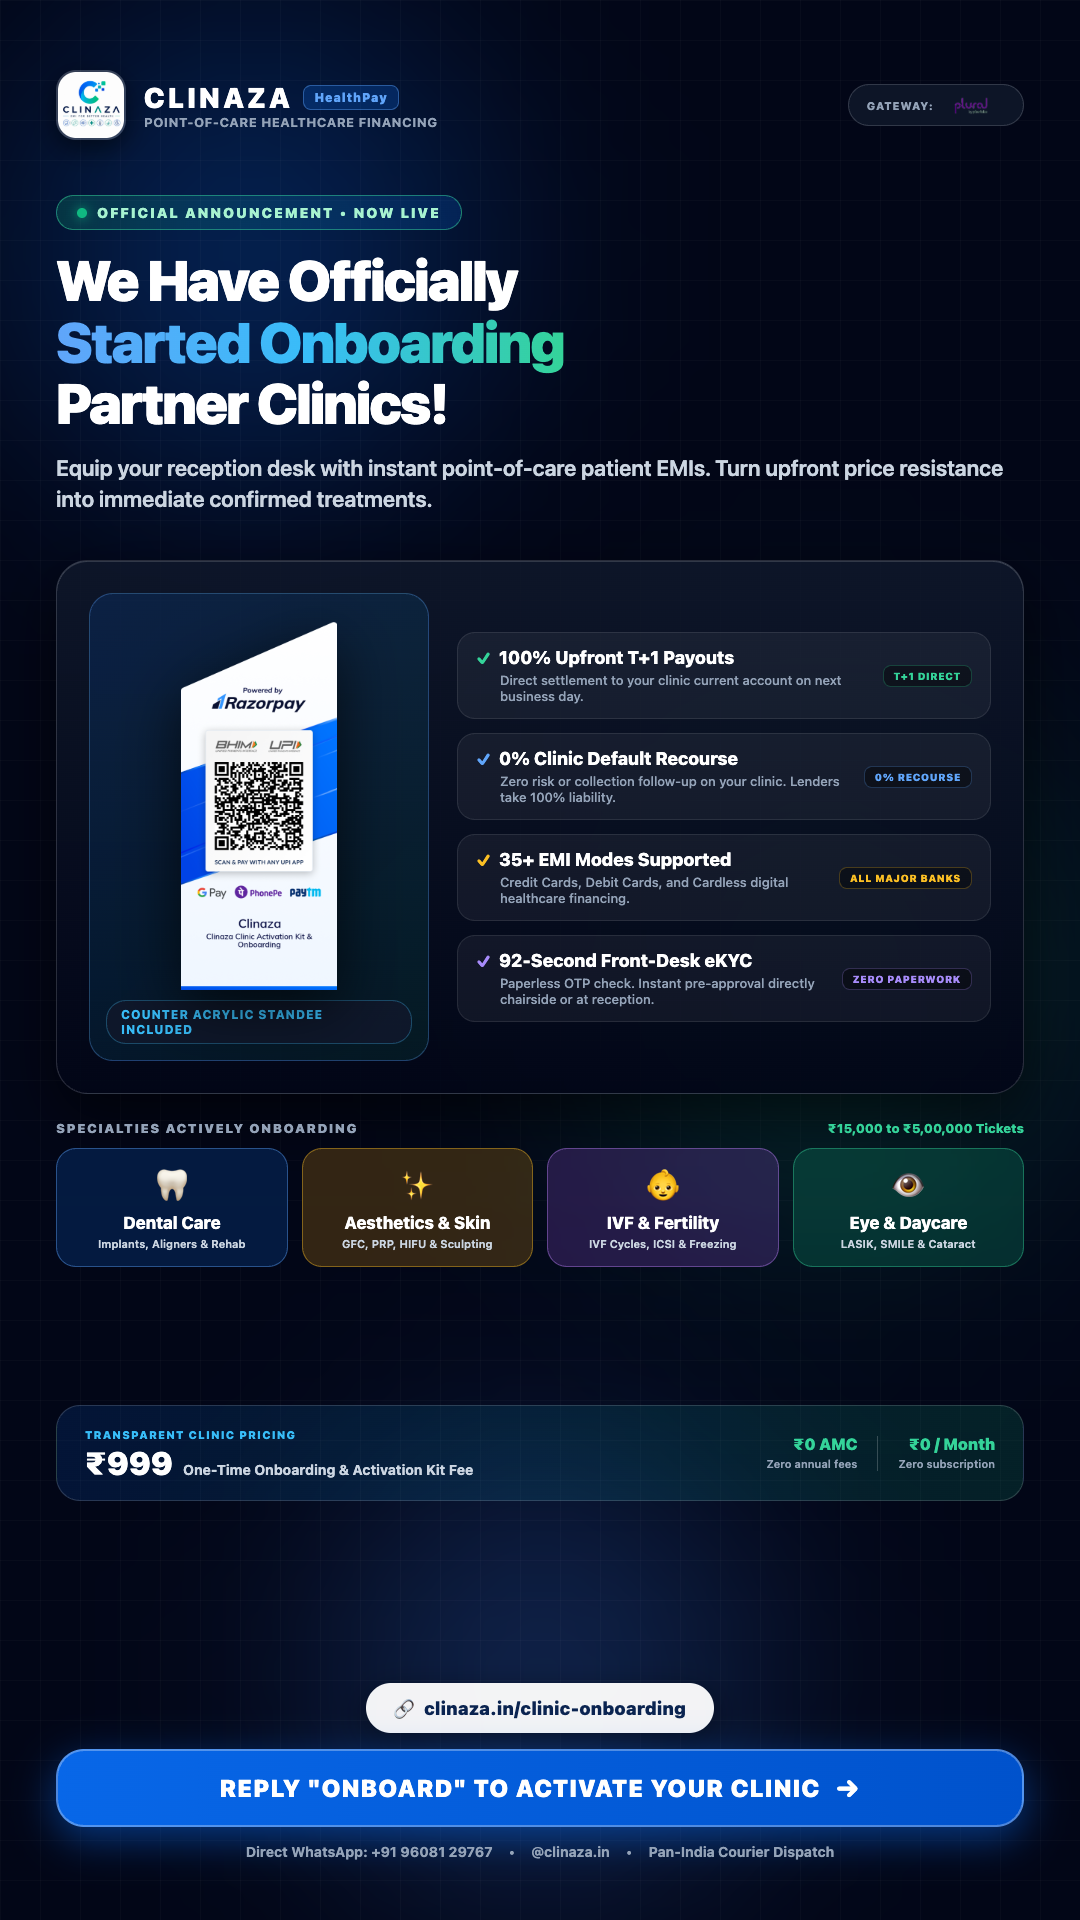 CLINAZA
CLINAZA HealthPay
POINT-OF-CARE HEALTHCARE FINANCING
GATEWAY: plural
OFFICIAL ANNOUNCEMENT • NOW LIVE
We Have Officially
Started Onboarding
Partner Clinics!
Equip your reception desk with instant point-of-care patient EMIs. Turn upfront price resistance
into immediate confirmed treatments.
Powered by
Razorpay
BHIM UPI
SCAN & PAY WITH ANY UPI APP
G Pay PhonePe paytm
Clinaza
Clinaza Clinic Activation Kit &
Onboarding
COUNTER ACRYLIC STANDEE
INCLUDED
100% Upfront T+1 Payouts
Direct settlement to your clinic current account on next
business day.
T+1 DIRECT
0% Clinic Default Recourse
Zero risk or collection follow-up on your clinic. Lenders
take 100% liability.
0% RECOURSE
35+ EMI Modes Supported
Credit Cards, Debit Cards, and Cardless digital
healthcare financing.
ALL MAJOR BANKS
92-Second Front-Desk eKYC
Paperless OTP check. Instant pre-approval directly
chairside or at reception.
ZERO PAPERWORK
SPECIALTIES ACTIVELY ONBOARDING
₹15,000 to ₹5,00,000 Tickets
Dental Care
Implants, Aligners & Rehab
Aesthetics & Skin
GFC, PRP, HIFU & Sculpting
IVF & Fertility
IVF Cycles, ICSI & Freezing
Eye & Daycare
LASIK, SMILE & Cataract
TRANSPARENT CLINIC PRICING
₹999 One-Time Onboarding & Activation Kit Fee
₹0 AMC
Zero annual fees
₹0 / Month
Zero subscription
clinaza.in/clinic-onboarding
REPLY "ONBOARD" TO ACTIVATE YOUR CLINIC →
Direct WhatsApp: +91 96081 29767 • @clinaza.in • Pan-India Courier Dispatch